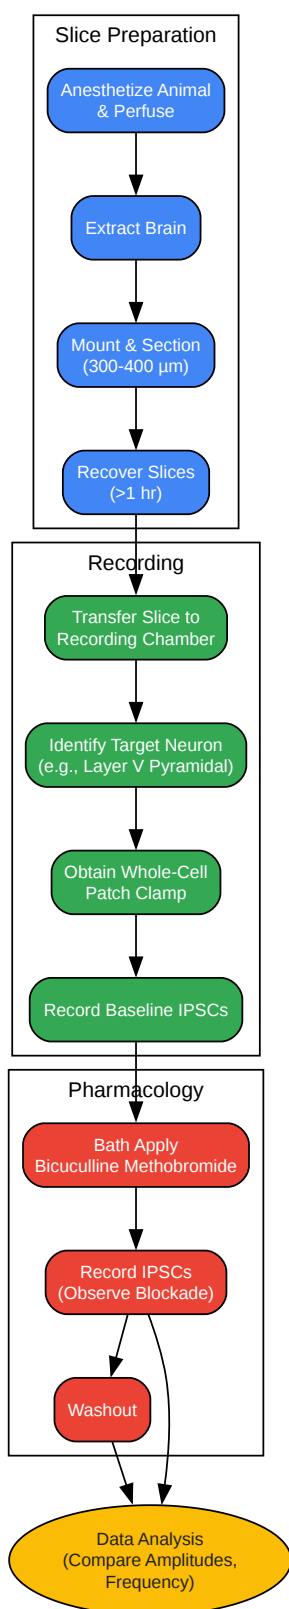 Slice Preparation
Anesthetize Animal
& Perfuse
Extract Brain
Mount & Section
(300-400 µm)
Recover Slices
(>1 hr)
Recording
Transfer Slice to
Recording Chamber
Identify Target Neuron
(e.g., Layer V Pyramidal)
Obtain Whole-Cell
Patch Clamp
Record Baseline IPSCs
Pharmacology
Bath Apply
Bicuculline Methobromide
Record IPSCs
(Observe Blockade)
Washout
Data Analysis
(Compare Amplitudes,
Frequency)